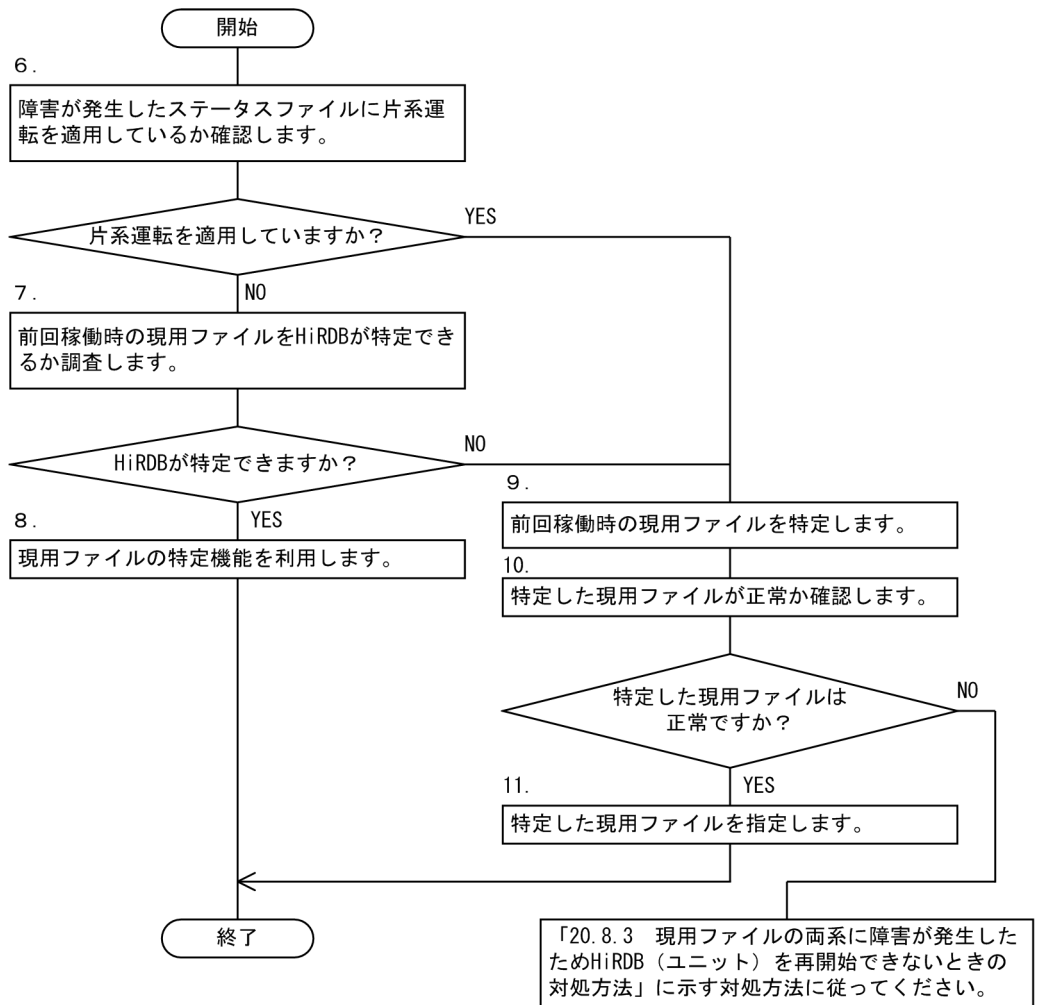 開始
6.
障害が発生したステータスファイルに片系運
転を適用しているか確認します。
片系運転を適用していますか？
YES
NO
7.
前回稼働時の現用ファイルをHiRDBが特定でき
るか調査します。
HiRDBが特定できますか？
NO
YES
8.
現用ファイルの特定機能を利用します。
9.
前回稼働時の現用ファイルを特定します。
10.
特定した現用ファイルが正常か確認します。
特定した現用ファイルは
正常ですか？
NO
YES
11.
特定した現用ファイルを指定します。
終了
「20.8.3　現用ファイルの両系に障害が発生した
ためHiRDB（ユニット）を再開始できないときの
対処方法」に示す対処方法に従ってください。